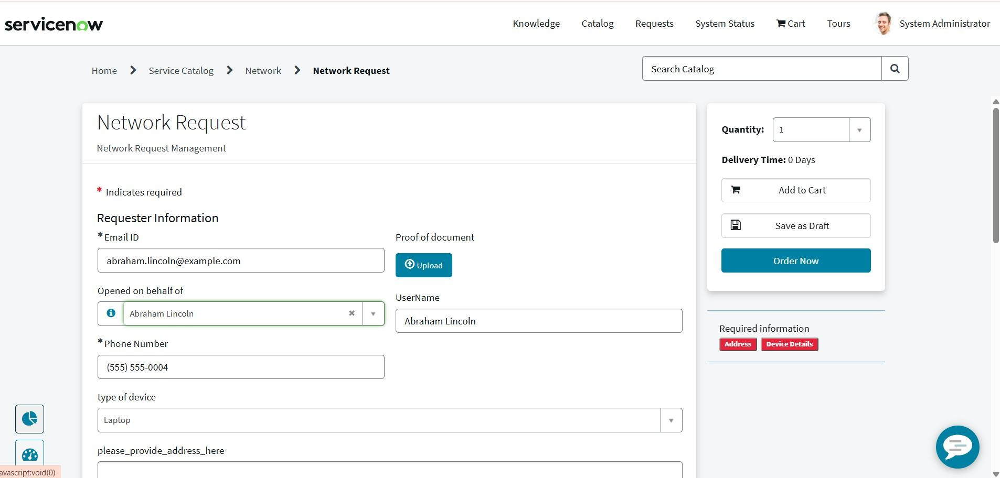 servicenow
Knowledge
Catalog
Requests
System Status
Cart
Tours
System Administrator
Home
Service Catalog
Network
Network Request
Search Catalog
Network Request
Network Request Management
* Indicates required
Requester Information
* Email ID
abraham.lincoln@example.com
Proof of document
Upload
Opened on behalf of
Abraham Lincoln
UserName
Abraham Lincoln
* Phone Number
(555) 555-0004
type of device
Laptop
please_provide_address_here
Quantity: 1
Delivery Time: 0 Days
Add to Cart
Save as Draft
Order Now
Required information
Address
Device Details
avascript:void(0)